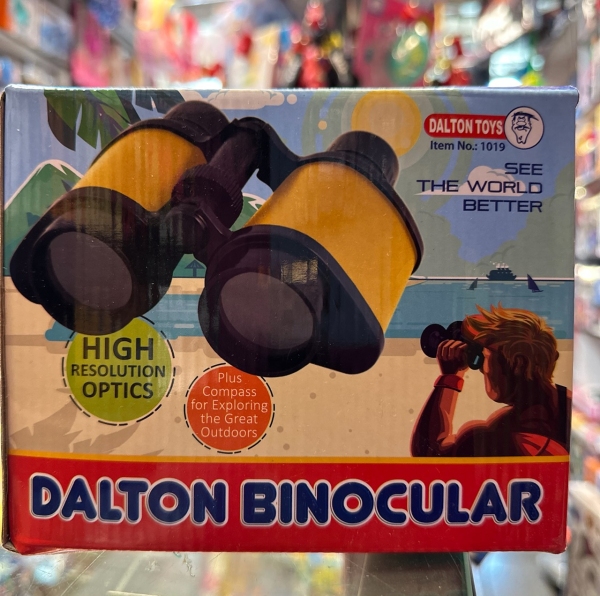 DALTON TOYS
Item No.: 1019
SEE
THE WORLD
BETTER
HIGH
RESOLUTION
OPTICS
Plus
Compass
for Exploring
the Great
Outdoors
DALTON BINOCULAR